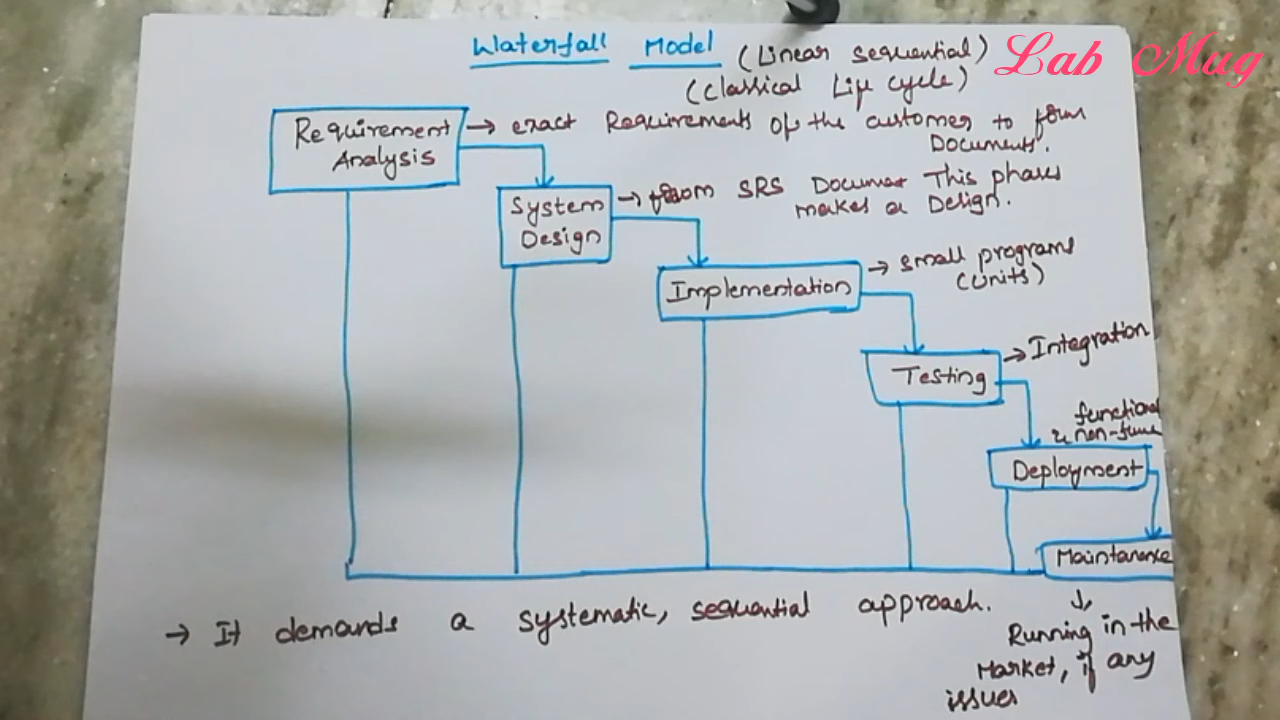 Waterfall Model (Linear sequential)
Lab Mug
(Classical Life cycle)
Requirement
Analysis
→ exact Requirements of the customer to form
Documents.
System
Design
→ from SRS Document This phases
makes a Design.
Implementation
→ small programs
(units)
Testing
→ Integration
functional
& non-func
Deployment
Maintanence
→ It demands a systematic, sequential approach.
↓
Running in the
Market, if any
issues